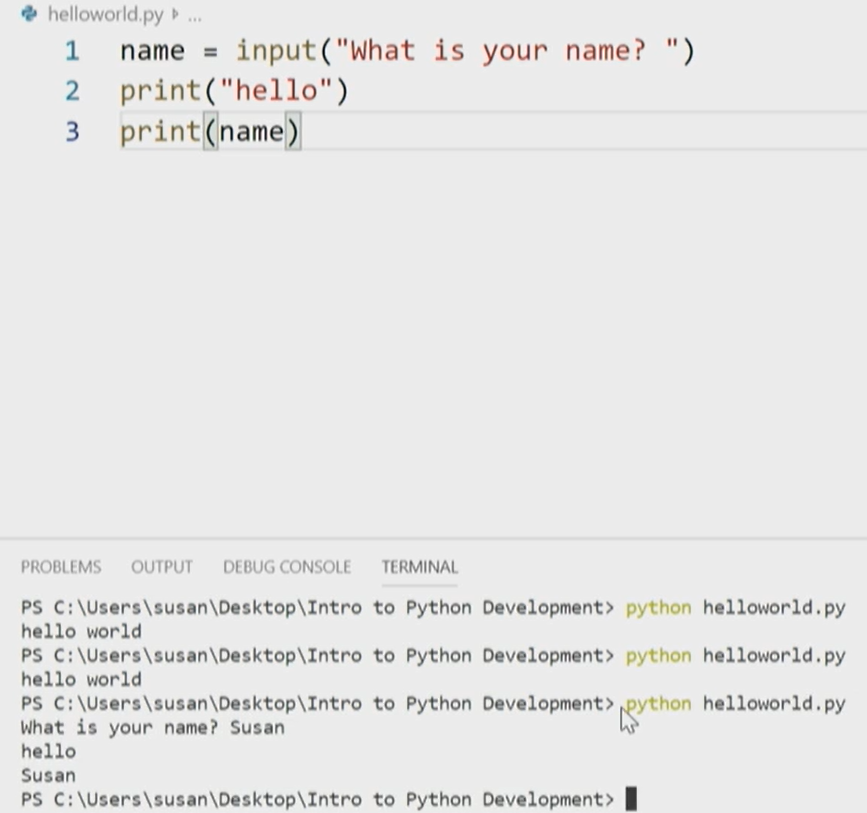 helloworld.py ▷ ...
1 name = input("What is your name? ")
2 print("hello")
3 print(name)
PROBLEMS OUTPUT DEBUG CONSOLE TERMINAL
PS C:\Users\susan\Desktop\Intro to Python Development> python helloworld.py
hello world
PS C:\Users\susan\Desktop\Intro to Python Development> python helloworld.py
hello world
PS C:\Users\susan\Desktop\Intro to Python Development> python helloworld.py
What is your name? Susan
hello
Susan
PS C:\Users\susan\Desktop\Intro to Python Development>